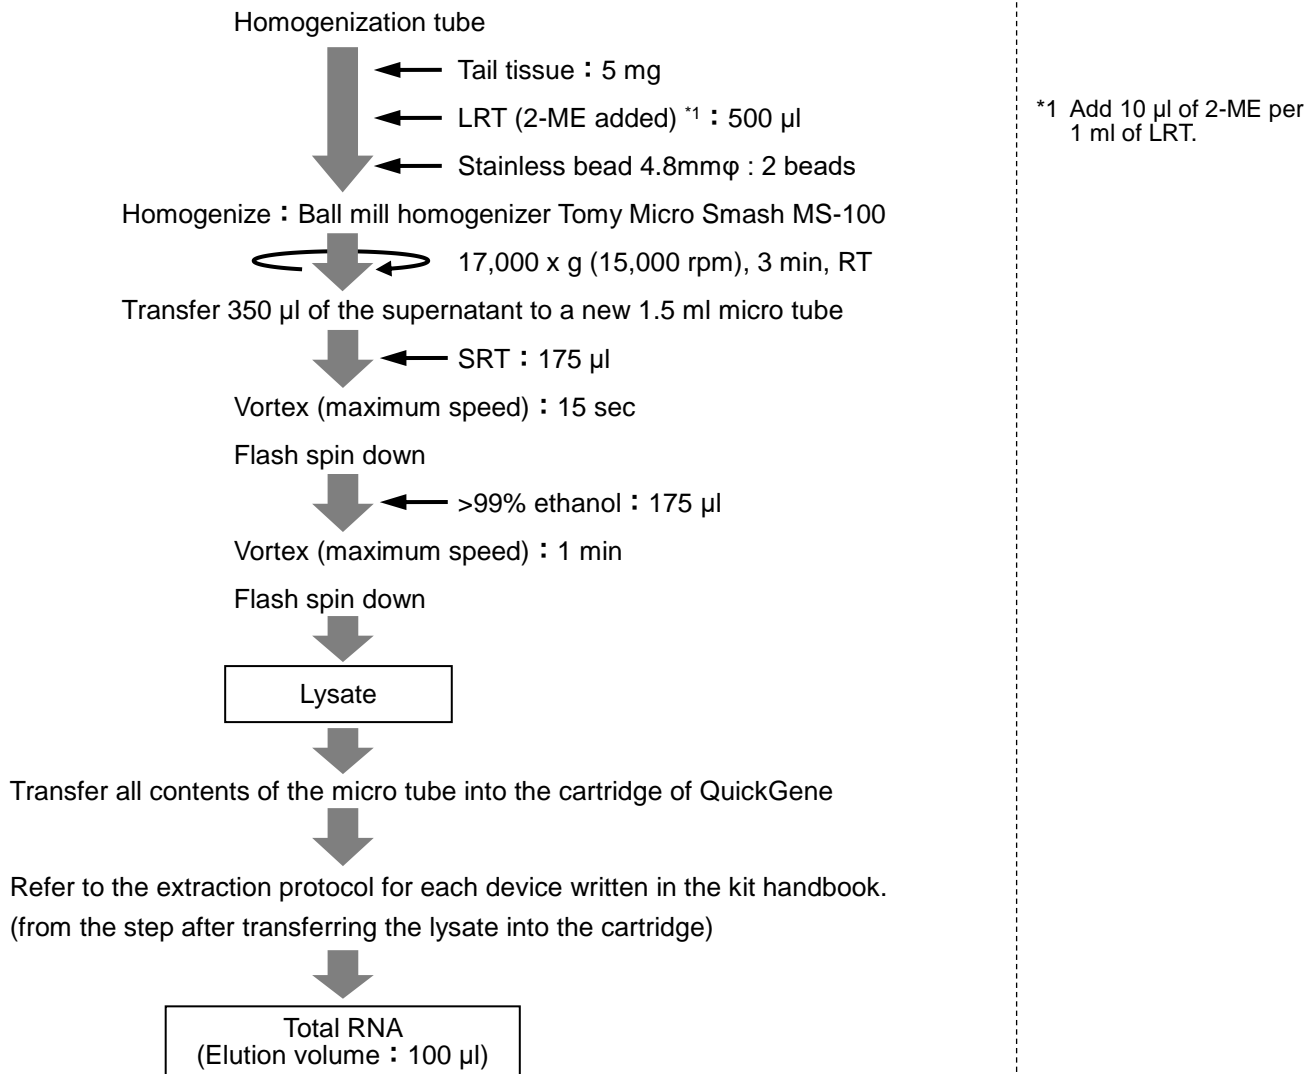 Homogenization tube
Tail tissue：5 mg
LRT (2-ME added) *1：500 µl
*1 Add 10 µl of 2-ME per
1 ml of LRT.
Stainless bead 4.8mmφ : 2 beads
Homogenize：Ball mill homogenizer Tomy Micro Smash MS-100
17,000 x g (15,000 rpm), 3 min, RT
Transfer 350 µl of the supernatant to a new 1.5 ml micro tube
SRT：175 µl
Vortex (maximum speed)：15 sec
Flash spin down
>99% ethanol：175 µl
Vortex (maximum speed)：1 min
Flash spin down
Lysate
Transfer all contents of the micro tube into the cartridge of QuickGene
Refer to the extraction protocol for each device written in the kit handbook.
(from the step after transferring the lysate into the cartridge)
Total RNA
(Elution volume：100 µl)